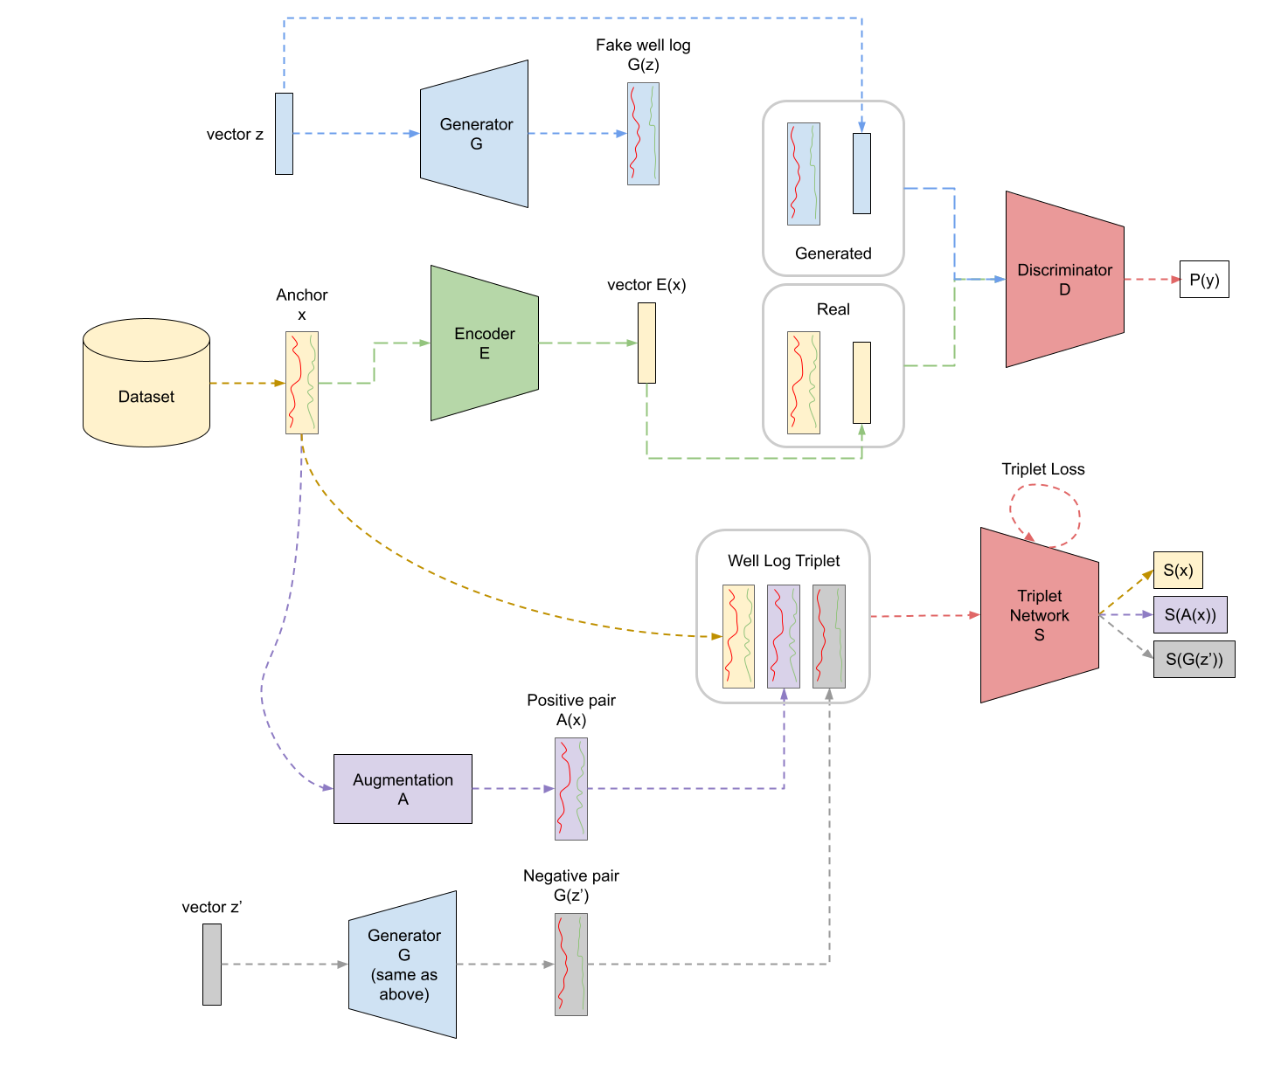 Fake well log
G(z)
vector z
Generator
G
Generated
Discriminator
D
P(y)
Anchor
x
vector E(x)
Real
Encoder
E
Dataset
Triplet Loss
Well Log Triplet
Triplet
Network
S
S(x)
S(A(x))
S(G(z’))
Positive pair
A(x)
Augmentation
A
Negative pair
G(z’)
vector z’
Generator
G
(same as
above)